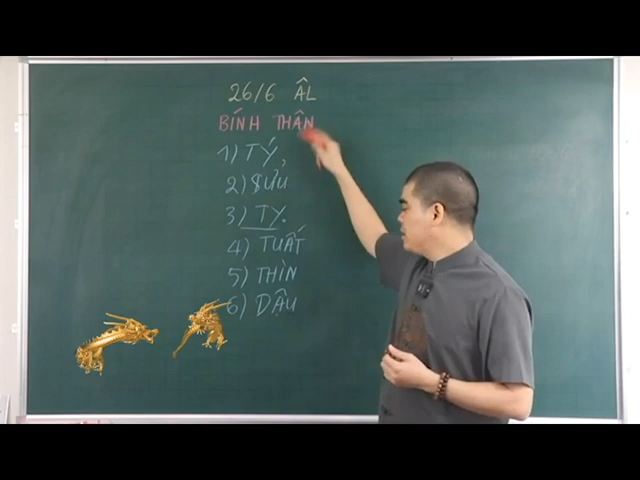 26/6 ÂL
BÍNH THÂN
1) TÝ,
2) SỬU
3) TỴ.
4) TUẤT
5) THÌN
6) DẬU